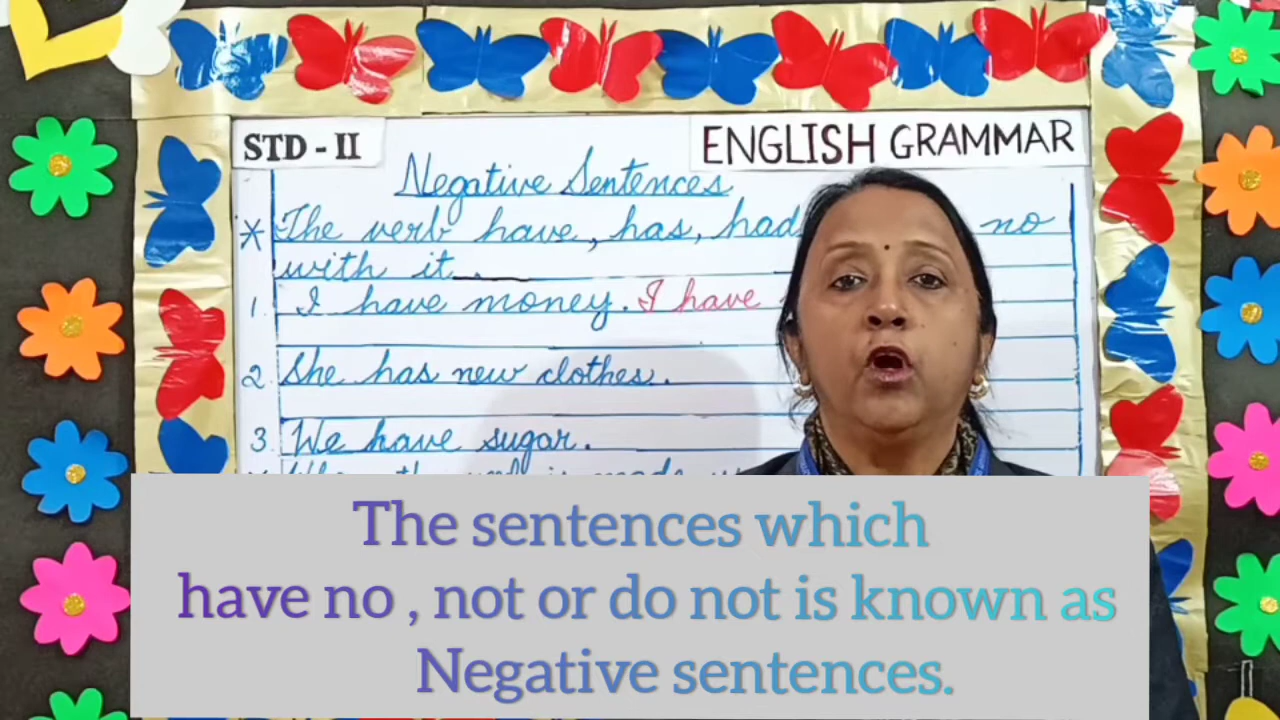 STD - II
ENGLISH GRAMMAR
Negative Sentences
* The verb have, has, had no
with it.
1. I have money. I have
2. She has new clothes.
3. We have sugar.
The sentences which
have no , not or do not is known as
Negative sentences.